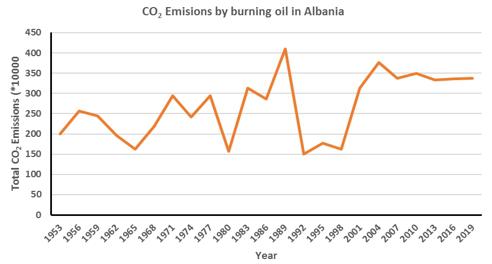 CO₂ Emisions by burning oil in Albania
Total CO₂ Emissions (*10000
450
400
350
300
250
200
150
100
50
0
1953 1956 1959 1962 1965 1968 1971 1974 1977 1980 1983 1986 1989 1992 1995 1998 2001 2004 2007 2010 2013 2016 2019
Year